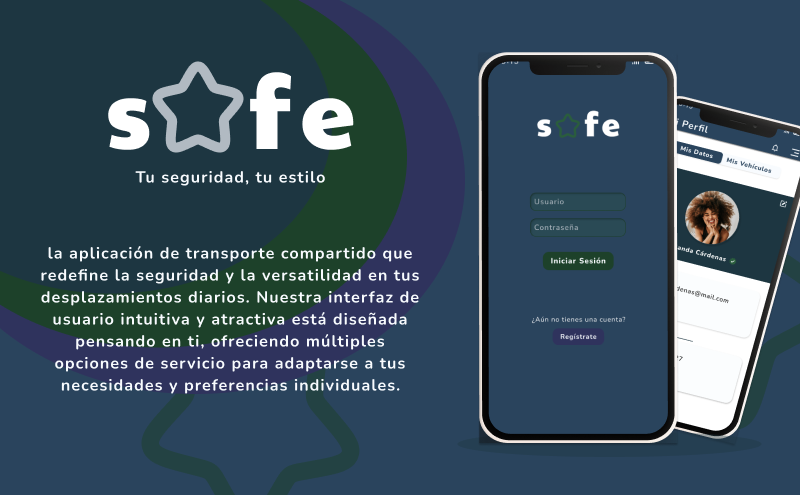 s fe
Tu seguridad, tu estilo
la aplicación de transporte compartido que
redefine la seguridad y la versatilidad en tus
desplazamientos diarios. Nuestra interfaz de
usuario intuitiva y atractiva está diseñada
pensando en ti, ofreciendo múltiples
opciones de servicio para adaptarse a tus
necesidades y preferencias individuales.
s fe
Usuario
Contraseña
Iniciar Sesión
¿Aún no tienes una cuenta?
Regístrate
i Perfil
Mis Datos
Mis Vehículos
anda Cárdenas
denas@mail.com